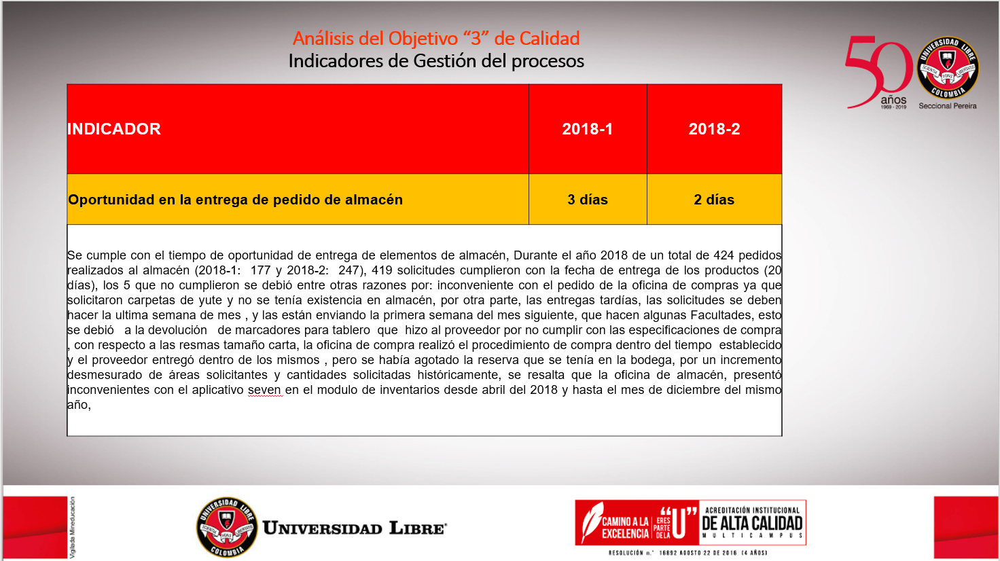 Análisis del Objetivo “3” de Calidad
Indicadores de Gestión del procesos
50
años
1969 - 2019
UNIVERSIDAD LIBRE
COLOMBIA
Seccional Pereira
INDICADOR 2018-1 2018-2
Oportunidad en la entrega de pedido de almacén 3 días 2 días
Se cumple con el tiempo de oportunidad de entrega de elementos de almacén, Durante el año 2018 de un total de 424 pedidos
realizados al almacén (2018-1: 177 y 2018-2: 247), 419 solicitudes cumplieron con la fecha de entrega de los productos (20
días), los 5 que no cumplieron se debió entre otras razones por: inconveniente con el pedido de la oficina de compras ya que
solicitaron carpetas de yute y no se tenía existencia en almacén, por otra parte, las entregas tardías, las solicitudes se deben
hacer la ultima semana de mes , y las están enviando la primera semana del mes siguiente, que hacen algunas Facultades, esto
se debió a la devolución de marcadores para tablero que hizo al proveedor por no cumplir con las especificaciones de compra
, con respecto a las resmas tamaño carta, la oficina de compra realizó el procedimiento de compra dentro del tiempo establecido
y el proveedor entregó dentro de los mismos , pero se había agotado la reserva que se tenía en la bodega, por un incremento
desmesurado de áreas solicitantes y cantidades solicitadas históricamente, se resalta que la oficina de almacén, presentó
inconvenientes con el aplicativo seven en el modulo de inventarios desde abril del 2018 y hasta el mes de diciembre del mismo
año,
Vigilada Mineducación
UNIVERSIDAD LIBRE
COLOMBIA
UNIVERSIDAD LIBRE®
CAMINO A LA
EXCELENCIA
ERES
PARTE
DE LA
“U”
ACREDITACIÓN INSTITUCIONAL
DE ALTA CALIDAD
MULTICAMPUS
RESOLUCIÓN n.° 16892 AGOSTO 22 DE 2016 (4 AÑOS)